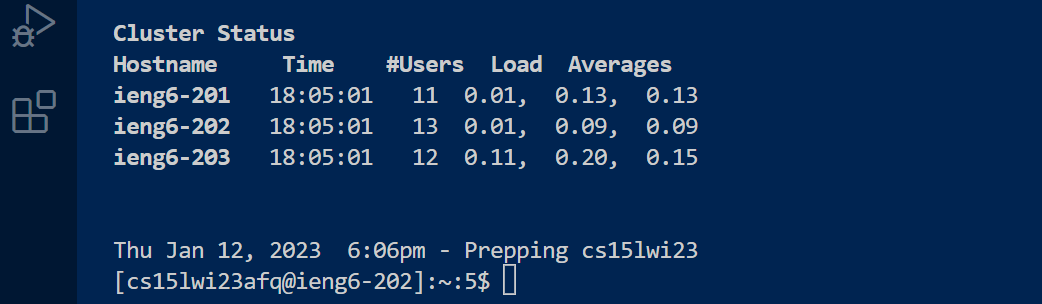 Cluster Status
Hostname Time #Users Load Averages
ieng6-201 18:05:01 11 0.01, 0.13, 0.13
ieng6-202 18:05:01 13 0.01, 0.09, 0.09
ieng6-203 18:05:01 12 0.11, 0.20, 0.15
Thu Jan 12, 2023 6:06pm - Prepping cs15lwi23
[cs15lwi23afq@ieng6-202]:~:5$